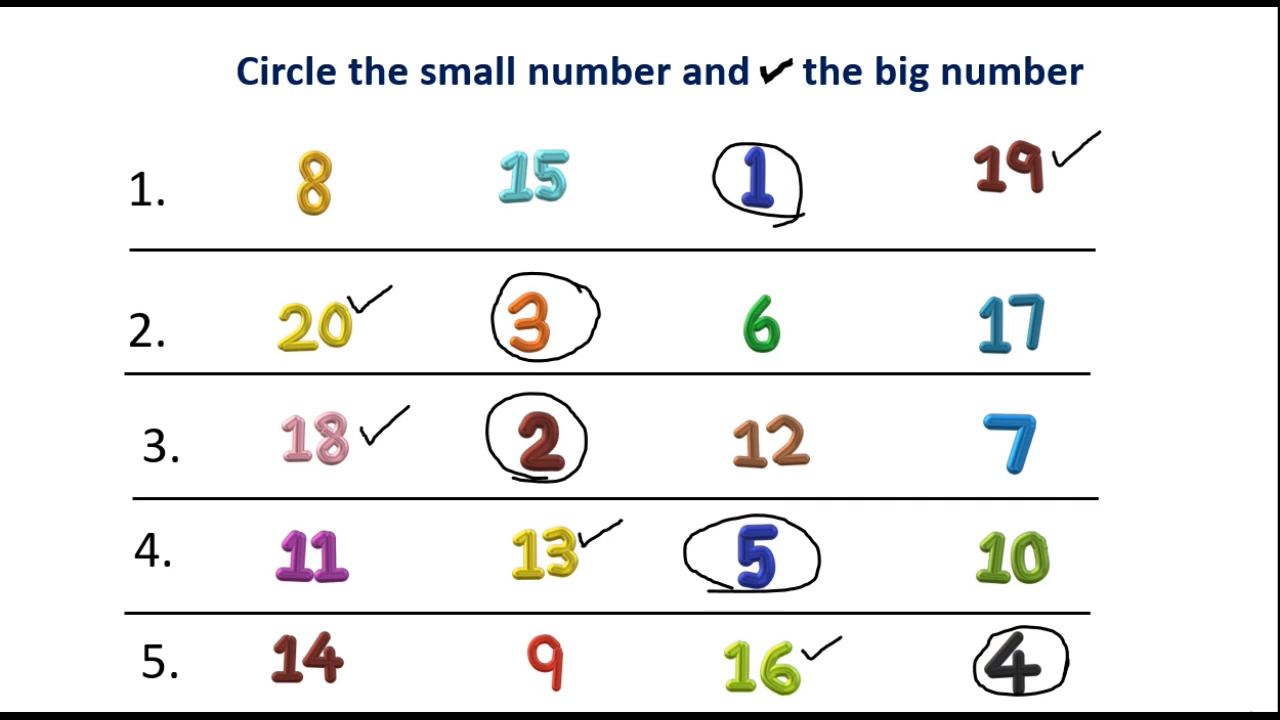 Circle the small number and ✓ the big number
1. 8 15 1 19 ✓
2. 20 ✓ 3 6 17
3. 18 ✓ 2 12 7
4. 11 13 ✓ 5 10
5. 14 9 16 ✓ 4